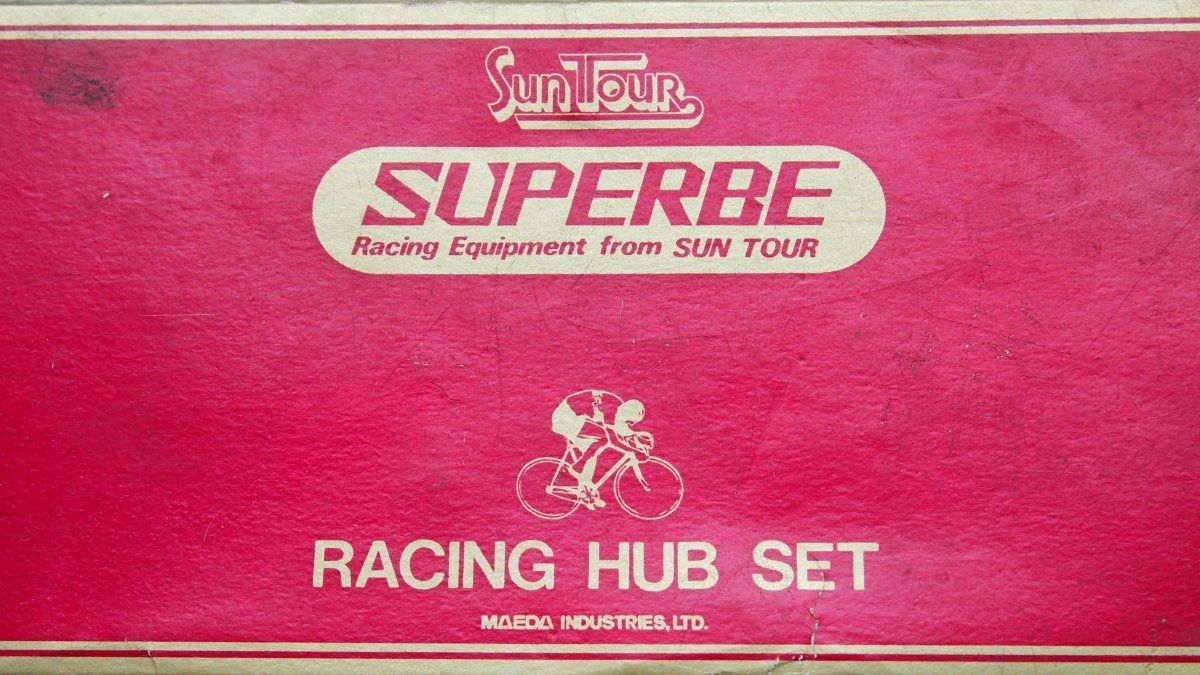 SunTour
SUPERBE
Racing Equipment from SUN TOUR
RACING HUB SET
MAEDA INDUSTRIES, LTD.